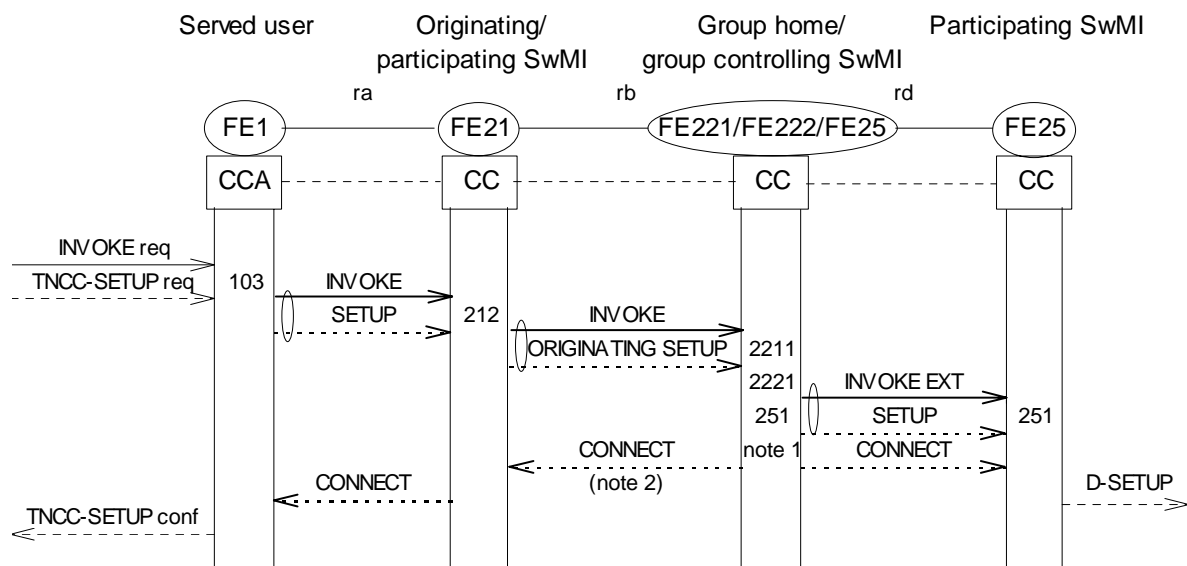 Served user
Originating/
participating SwMI
Group home/
group controlling SwMI
Participating SwMI
ra
rb
rd
FE1
FE21
FE221/FE222/FE25
FE25
CCA
CC
CC
CC
INVOKE req
TNCC-SETUP req
103
INVOKE
SETUP
212
INVOKE
ORIGINATING SETUP
2211
2221
251
INVOKE EXT
SETUP
251
note 1
CONNECT
CONNECT
(note 2)
CONNECT
D-SETUP
TNCC-SETUP conf